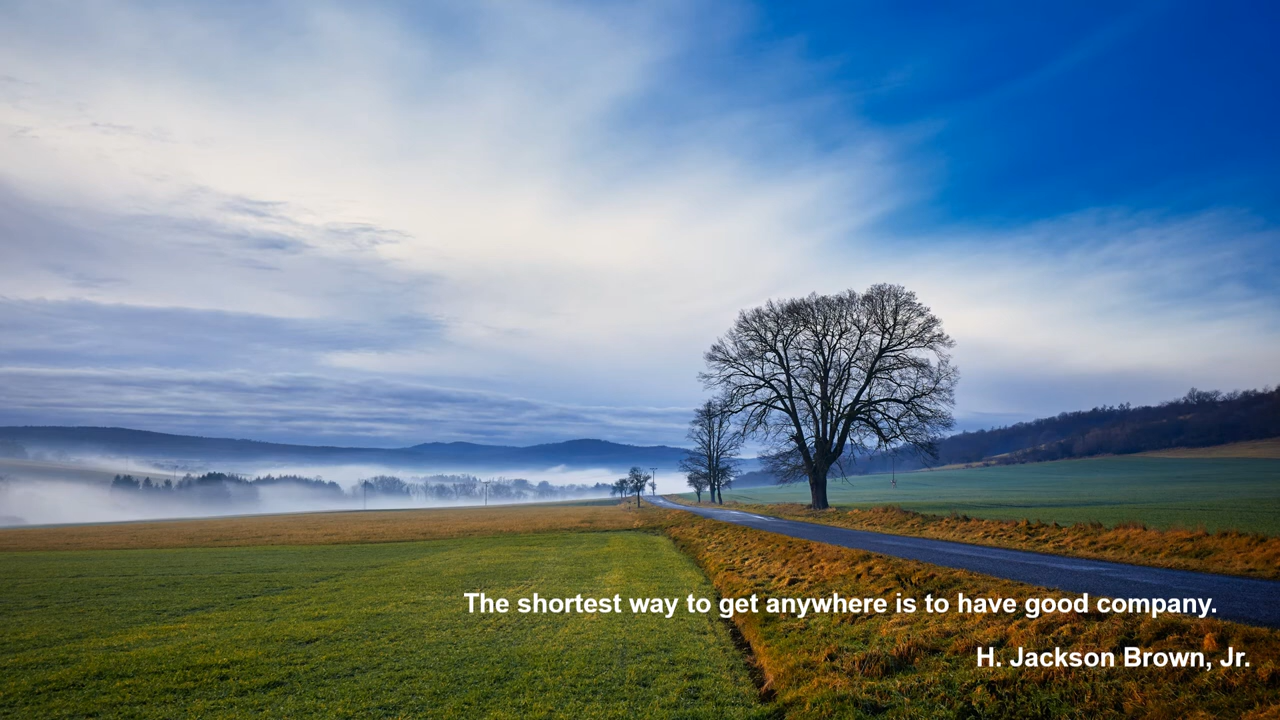 The shortest way to get anywhere is to have good company.
H. Jackson Brown, Jr.